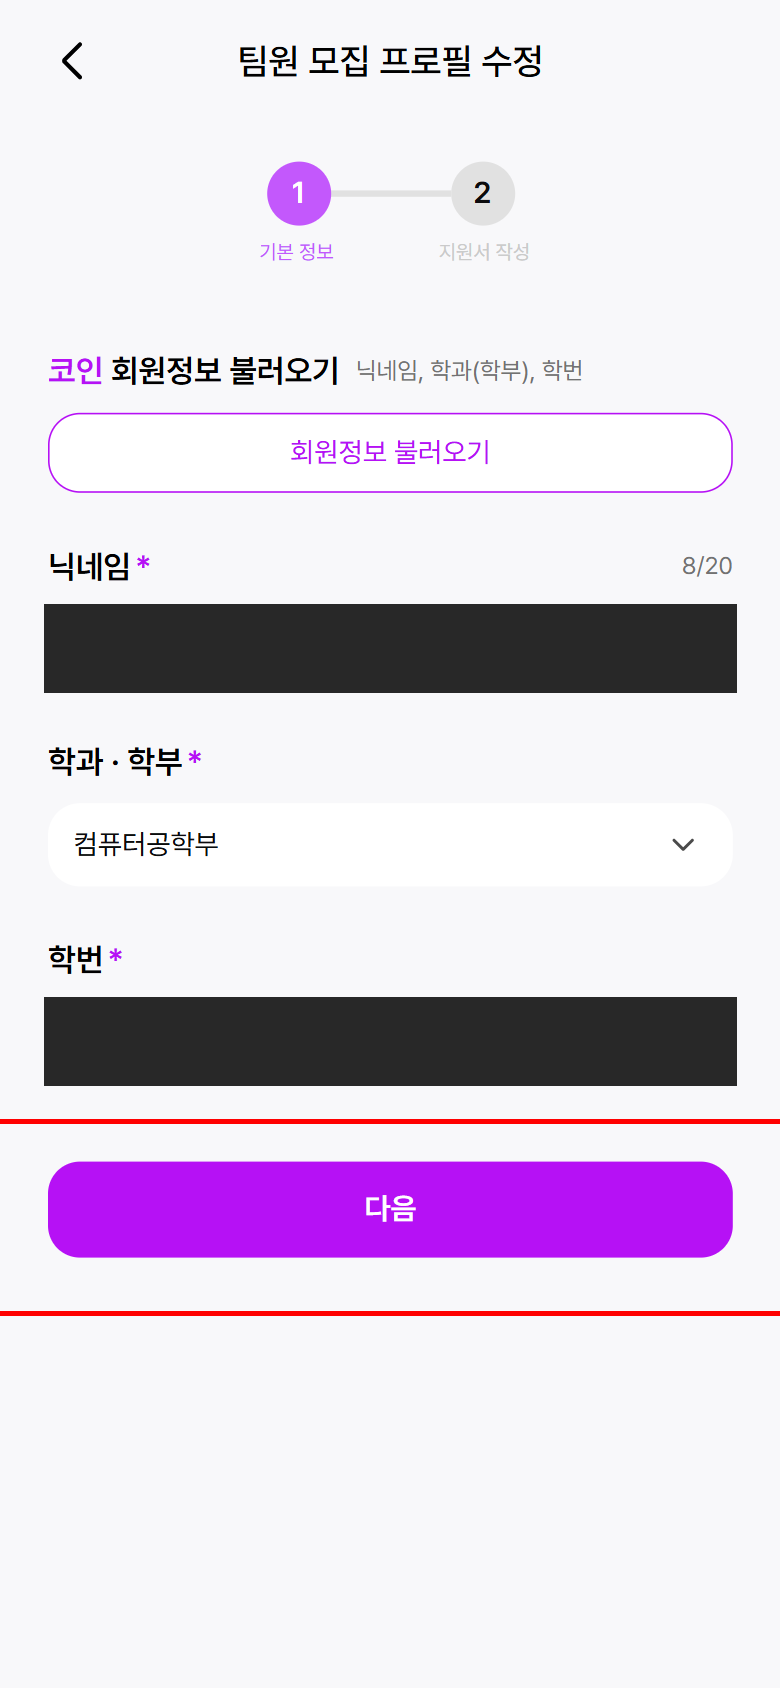 팀원 모집 프로필 수정
1
2
기본 정보
지원서 작성
코인 회원정보 불러오기 닉네임, 학과(학부), 학번
회원정보 불러오기
닉네임 *
8/20
학과 · 학부 *
컴퓨터공학부
학번 *
다음